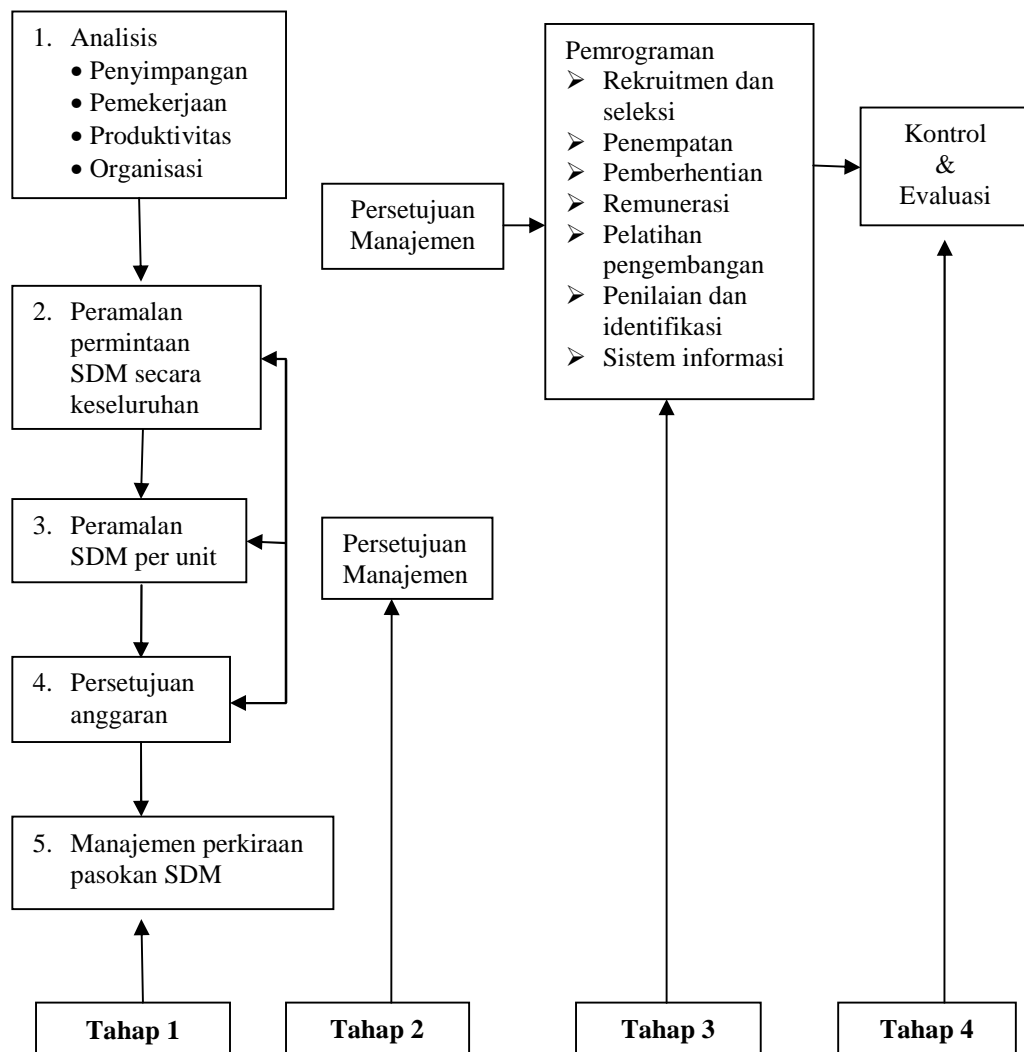 1. Analisis
• Penyimpangan
• Pemekerjaan
• Produktivitas
• Organisasi
2. Peramalan
permintaan
SDM secara
keseluruhan
3. Peramalan
SDM per unit
4. Persetujuan
anggaran
5. Manajemen perkiraan
pasokan SDM
Persetujuan
Manajemen
Persetujuan
Manajemen
Pemrograman
➢ Rekruitmen dan
seleksi
➢ Penempatan
➢ Pemberhentian
➢ Remunerasi
➢ Pelatihan
pengembangan
➢ Penilaian dan
identifikasi
➢ Sistem informasi
Kontrol
&
Evaluasi
Tahap 1
Tahap 2
Tahap 3
Tahap 4